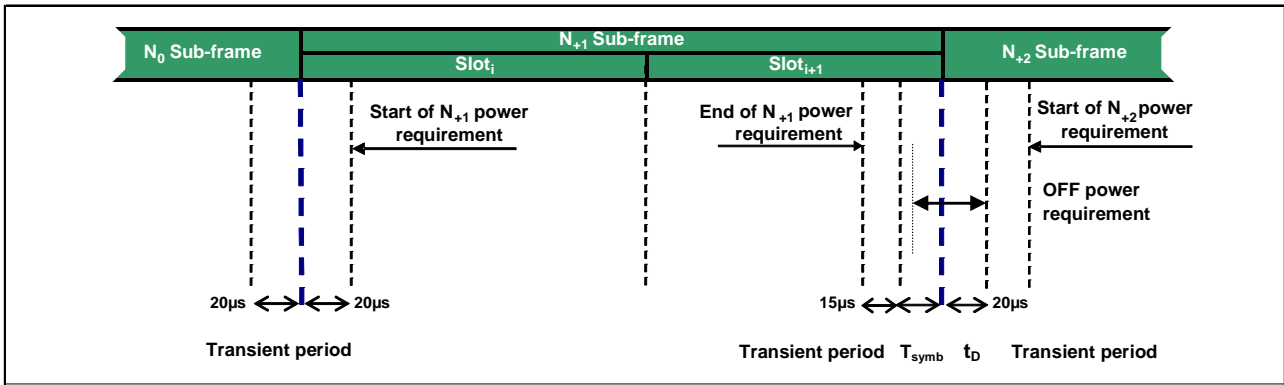 N0 Sub-frame
N+1 Sub-frame
N+2 Sub-frame
Sloti
Sloti+1
Start of N+1 power
requirement
End of N+1 power
requirement
Start of N+2 power
requirement
OFF power
requirement
20µs
20µs
15µs
20µs
Transient period
Transient period
Tsymb
tD
Transient period